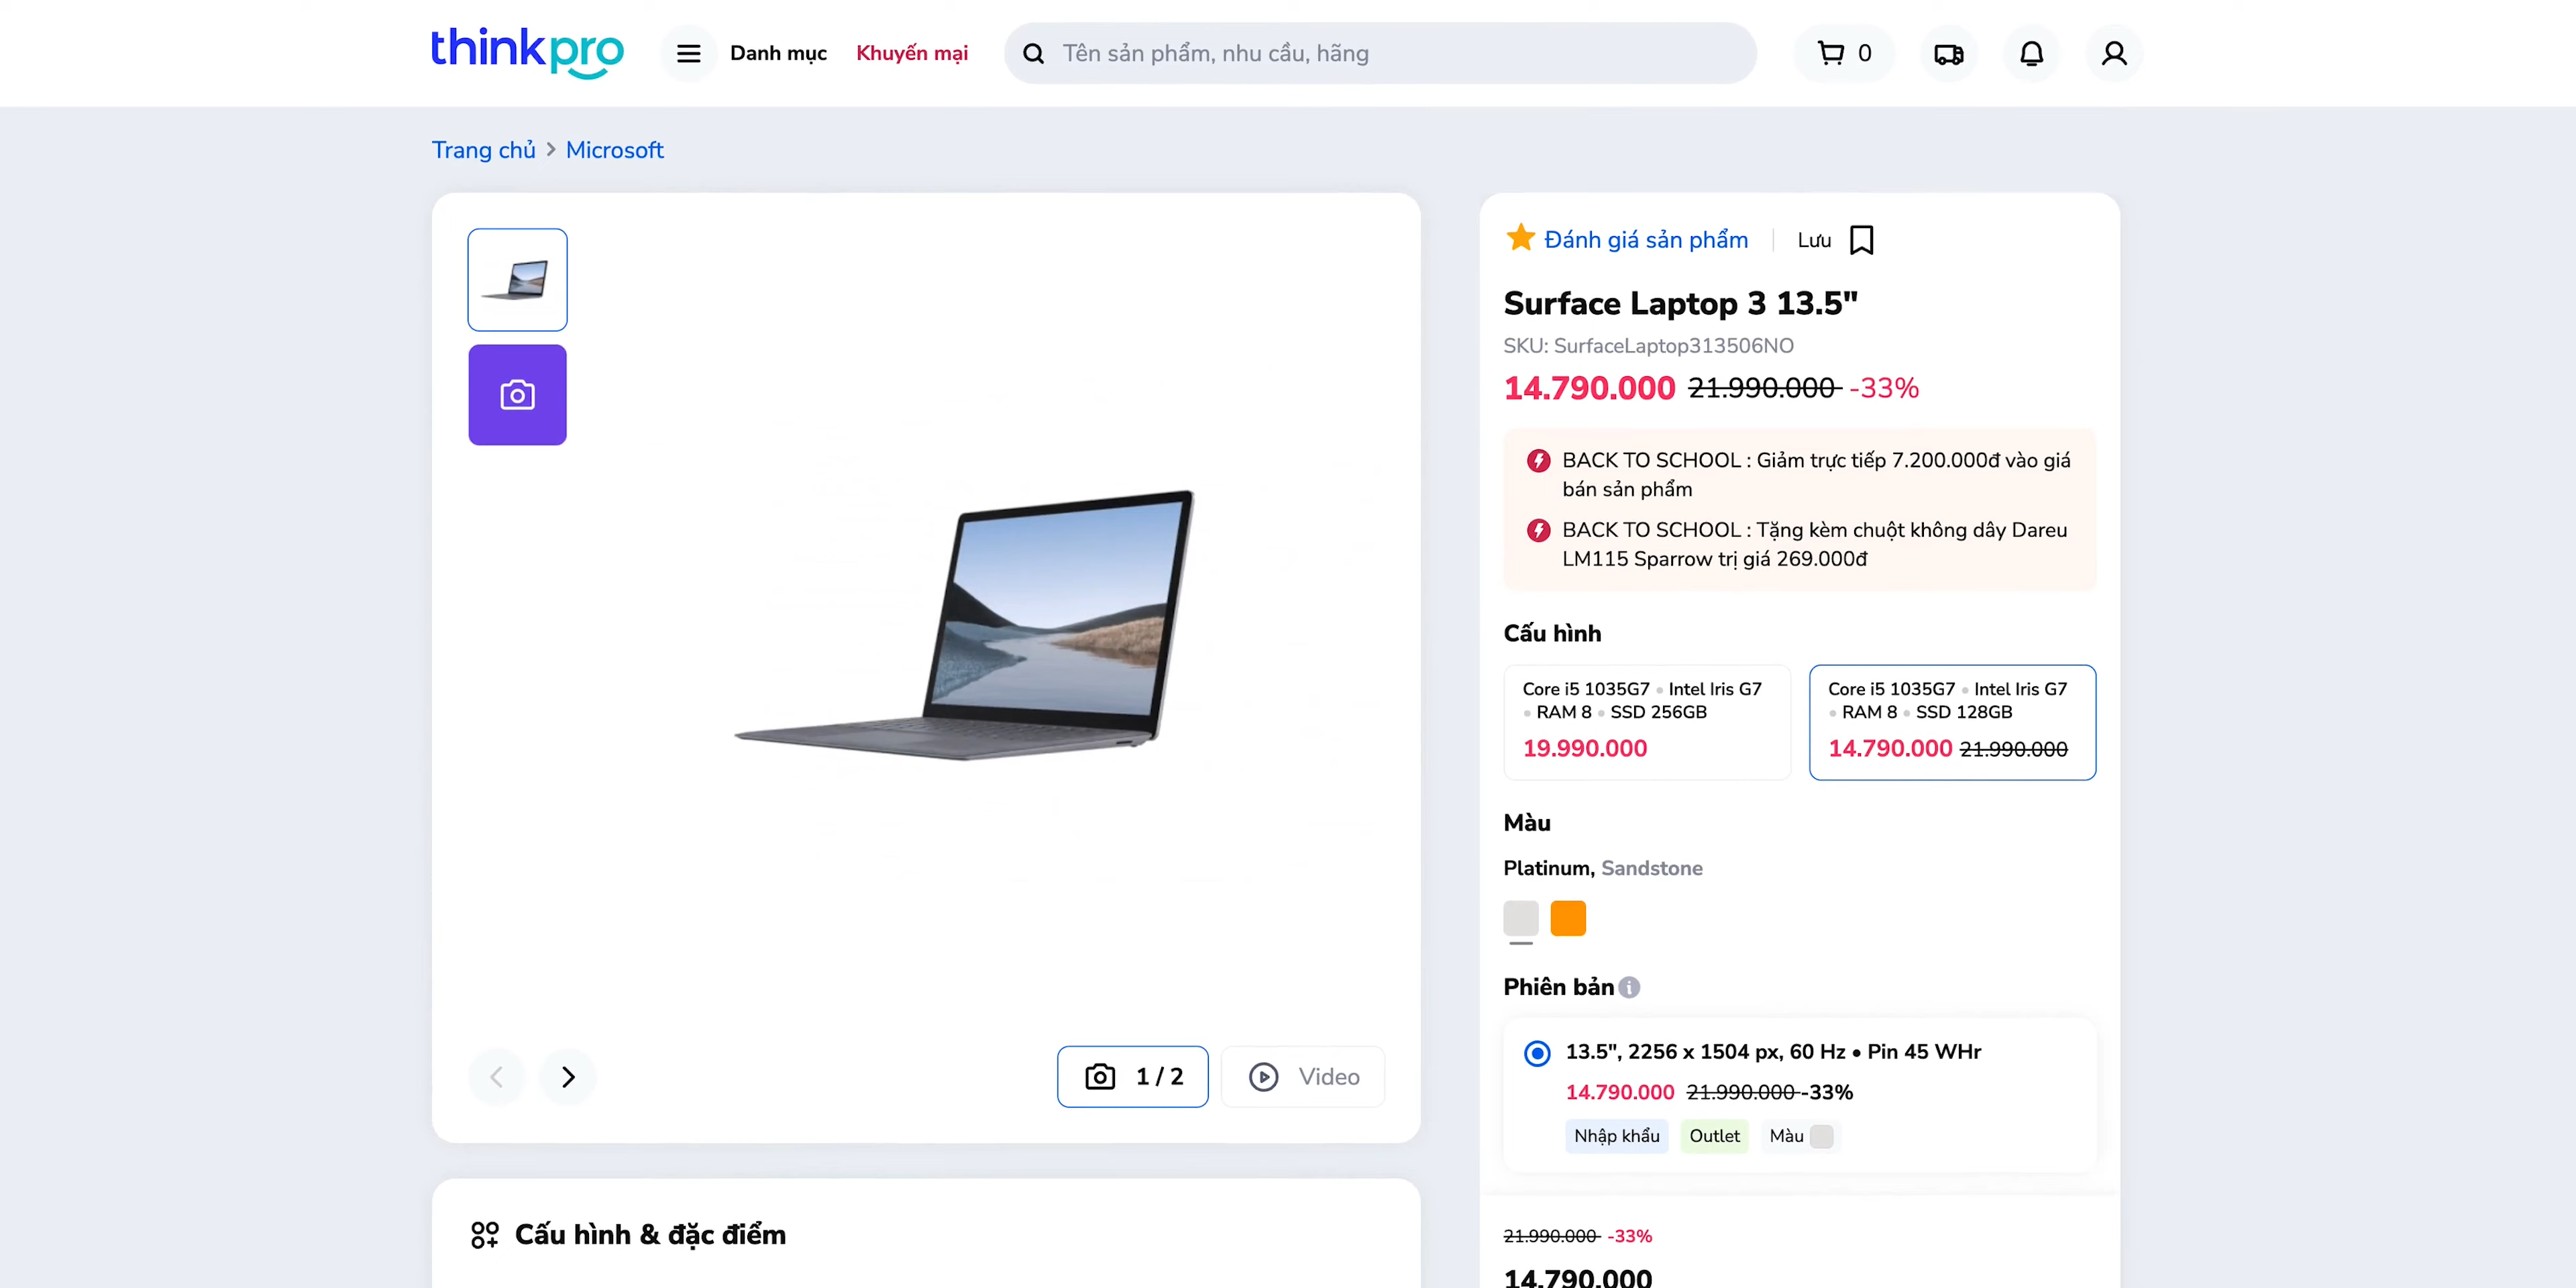 thinkpro
Danh mục
Khuyến mại
Tên sản phẩm, nhu cầu, hãng
0
Trang chủ > Microsoft
1 / 2
Video
Cấu hình & đặc điểm
Đánh giá sản phẩm
Lưu
Surface Laptop 3 13.5"
SKU: SurfaceLaptop313506NO
14.790.000 21.990.000 -33%
BACK TO SCHOOL : Giảm trực tiếp 7.200.000đ vào giá
bán sản phẩm
BACK TO SCHOOL : Tặng kèm chuột không dây Dareu
LM115 Sparrow trị giá 269.000đ
Cấu hình
Core i5 1035G7 • Intel Iris G7
• RAM 8 • SSD 256GB
19.990.000
Core i5 1035G7 • Intel Iris G7
• RAM 8 • SSD 128GB
14.790.000 21.990.000
Màu
Platinum, Sandstone
Phiên bản
13.5", 2256 x 1504 px, 60 Hz • Pin 45 WHr
14.790.000 21.990.000 -33%
Nhập khẩu Outlet Màu
21.990.000 -33%
14.790.000